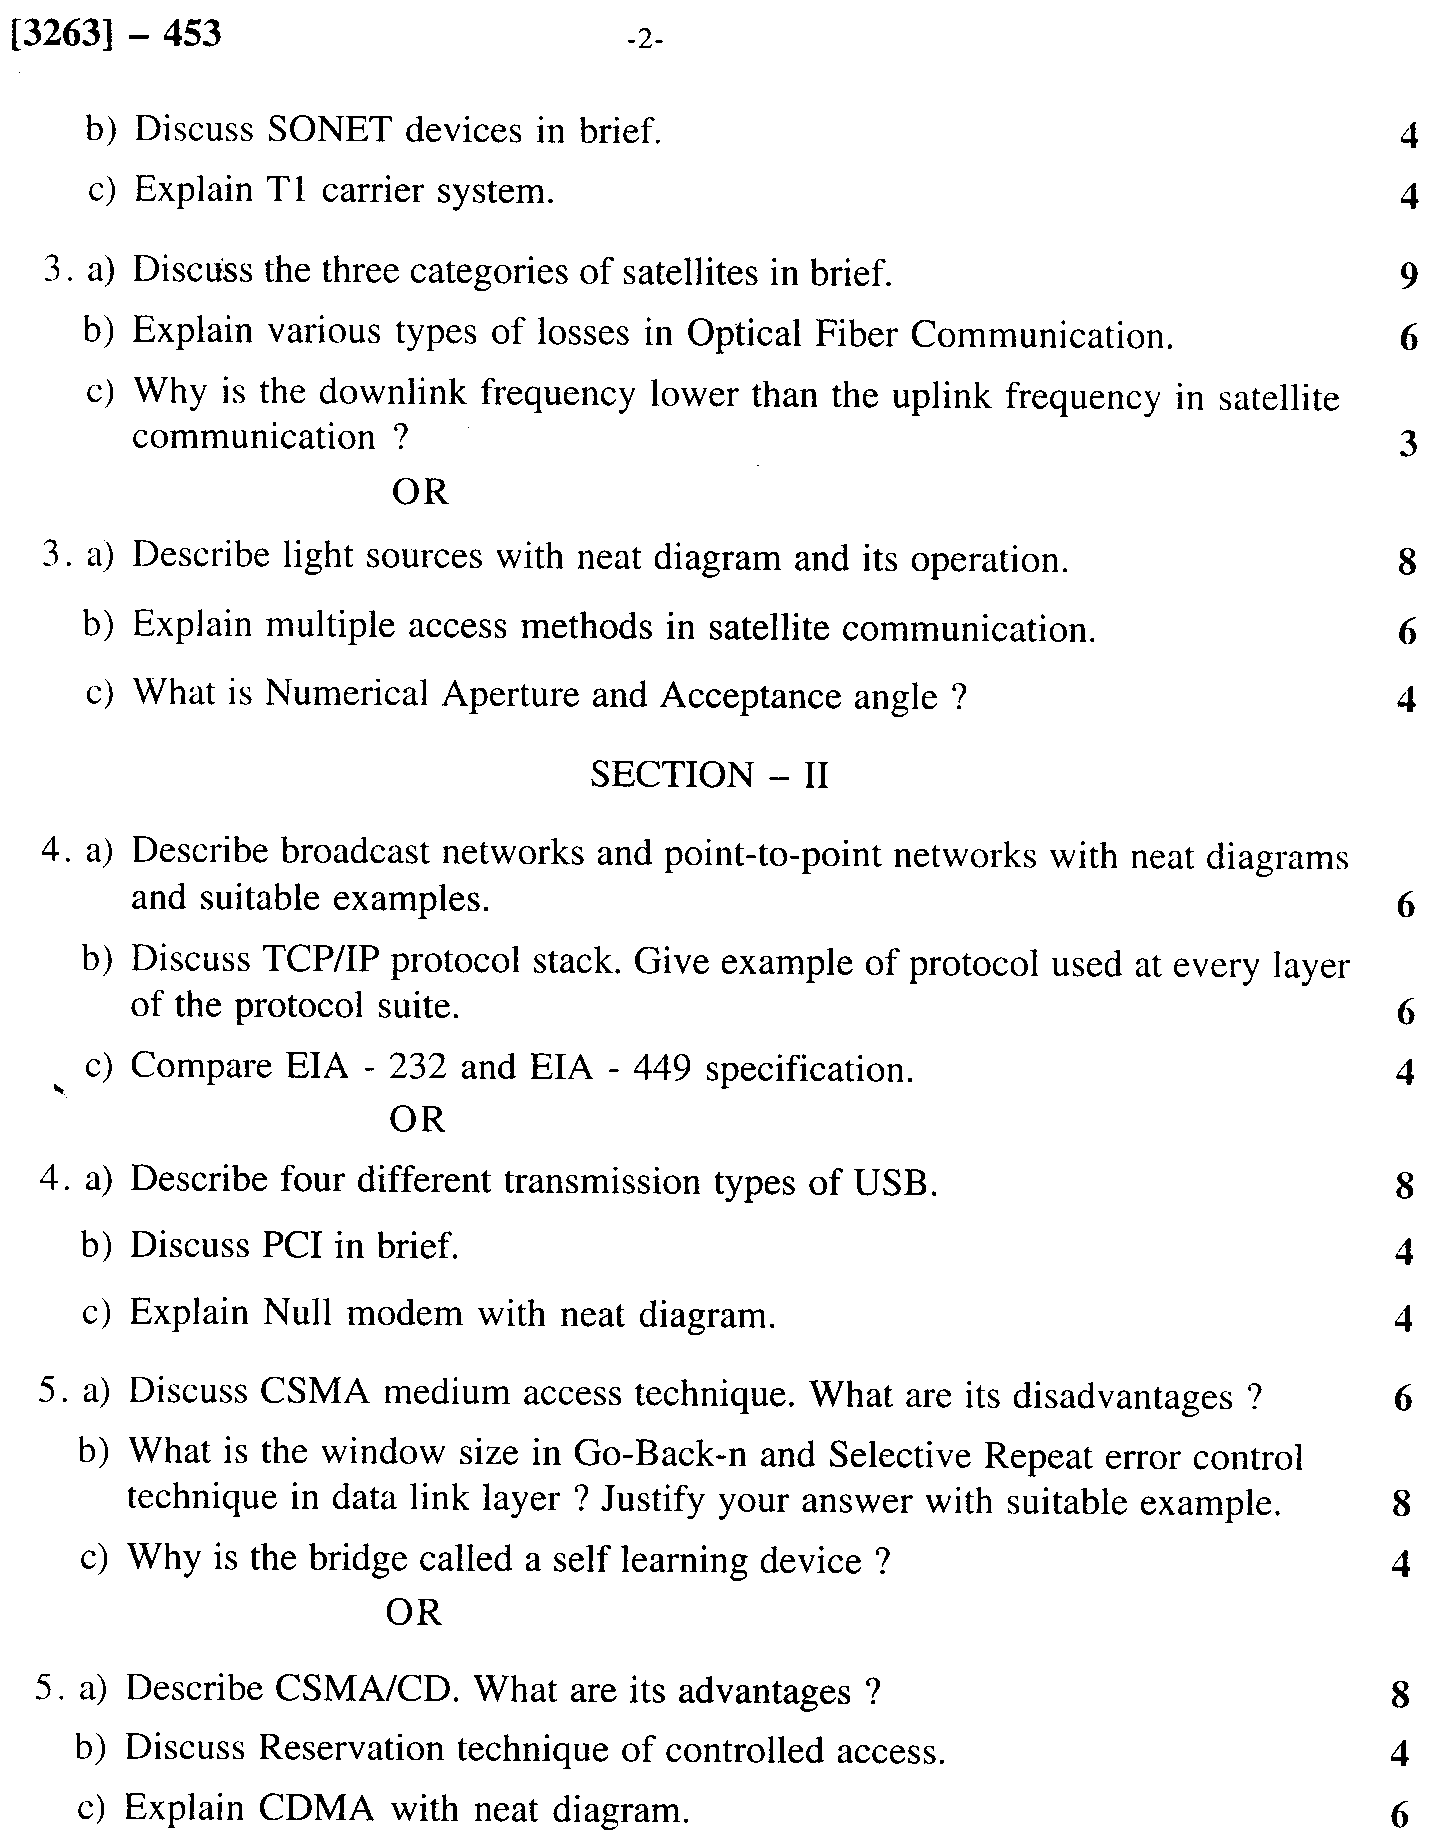 [3263] – 453
-2-
b) Discuss SONET devices in brief. 4
c) Explain T1 carrier system. 4
3. a) Discuss the three categories of satellites in brief. 9
b) Explain various types of losses in Optical Fiber Communication. 6
c) Why is the downlink frequency lower than the uplink frequency in satellite
communication ? 3
OR
3. a) Describe light sources with neat diagram and its operation. 8
b) Explain multiple access methods in satellite communication. 6
c) What is Numerical Aperture and Acceptance angle ? 4
SECTION – II
4. a) Describe broadcast networks and point-to-point networks with neat diagrams
and suitable examples. 6
b) Discuss TCP/IP protocol stack. Give example of protocol used at every layer
of the protocol suite. 6
c) Compare EIA - 232 and EIA - 449 specification. 4
OR
4. a) Describe four different transmission types of USB. 8
b) Discuss PCI in brief. 4
c) Explain Null modem with neat diagram. 4
5. a) Discuss CSMA medium access technique. What are its disadvantages ? 6
b) What is the window size in Go-Back-n and Selective Repeat error control
technique in data link layer ? Justify your answer with suitable example. 8
c) Why is the bridge called a self learning device ? 4
OR
5. a) Describe CSMA/CD. What are its advantages ? 8
b) Discuss Reservation technique of controlled access. 4
c) Explain CDMA with neat diagram. 6